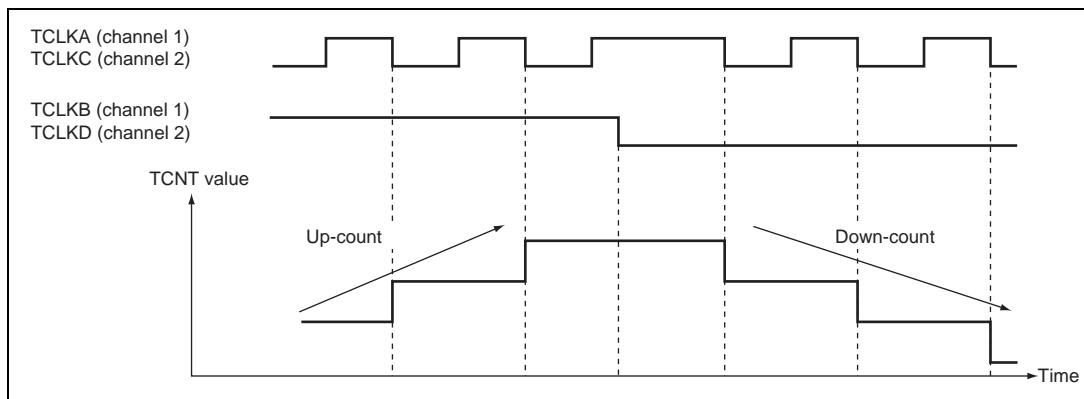 TCLKA (channel 1)
TCLKC (channel 2)
TCLKB (channel 1)
TCLKD (channel 2)
TCNT value
Up-count
Down-count
Time